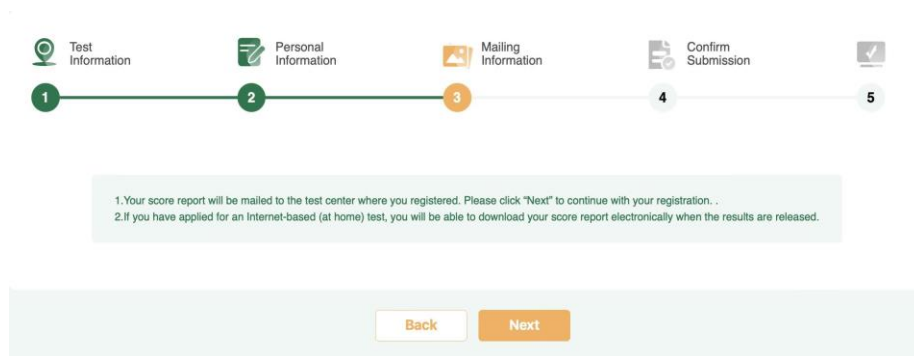 Test
Information
Personal
Information
Mailing
Information
Confirm
Submission
1
2
3
4
5
1.Your score report will be mailed to the test center where you registered. Please click “Next” to continue with your registration. .
2.If you have applied for an Internet-based (at home) test, you will be able to download your score report electronically when the results are released.
Back
Next